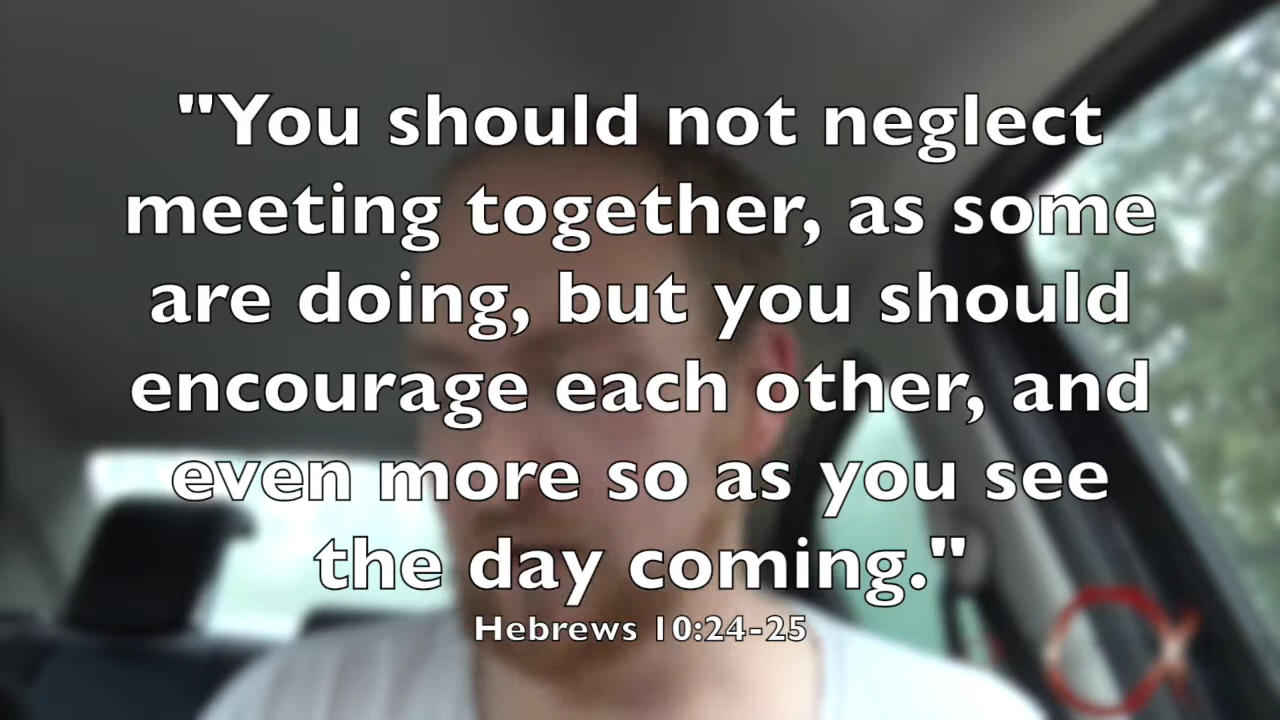 "You should not neglect
meeting together, as some
are doing, but you should
encourage each other, and
even more so as you see
the day coming."
Hebrews 10:24-25